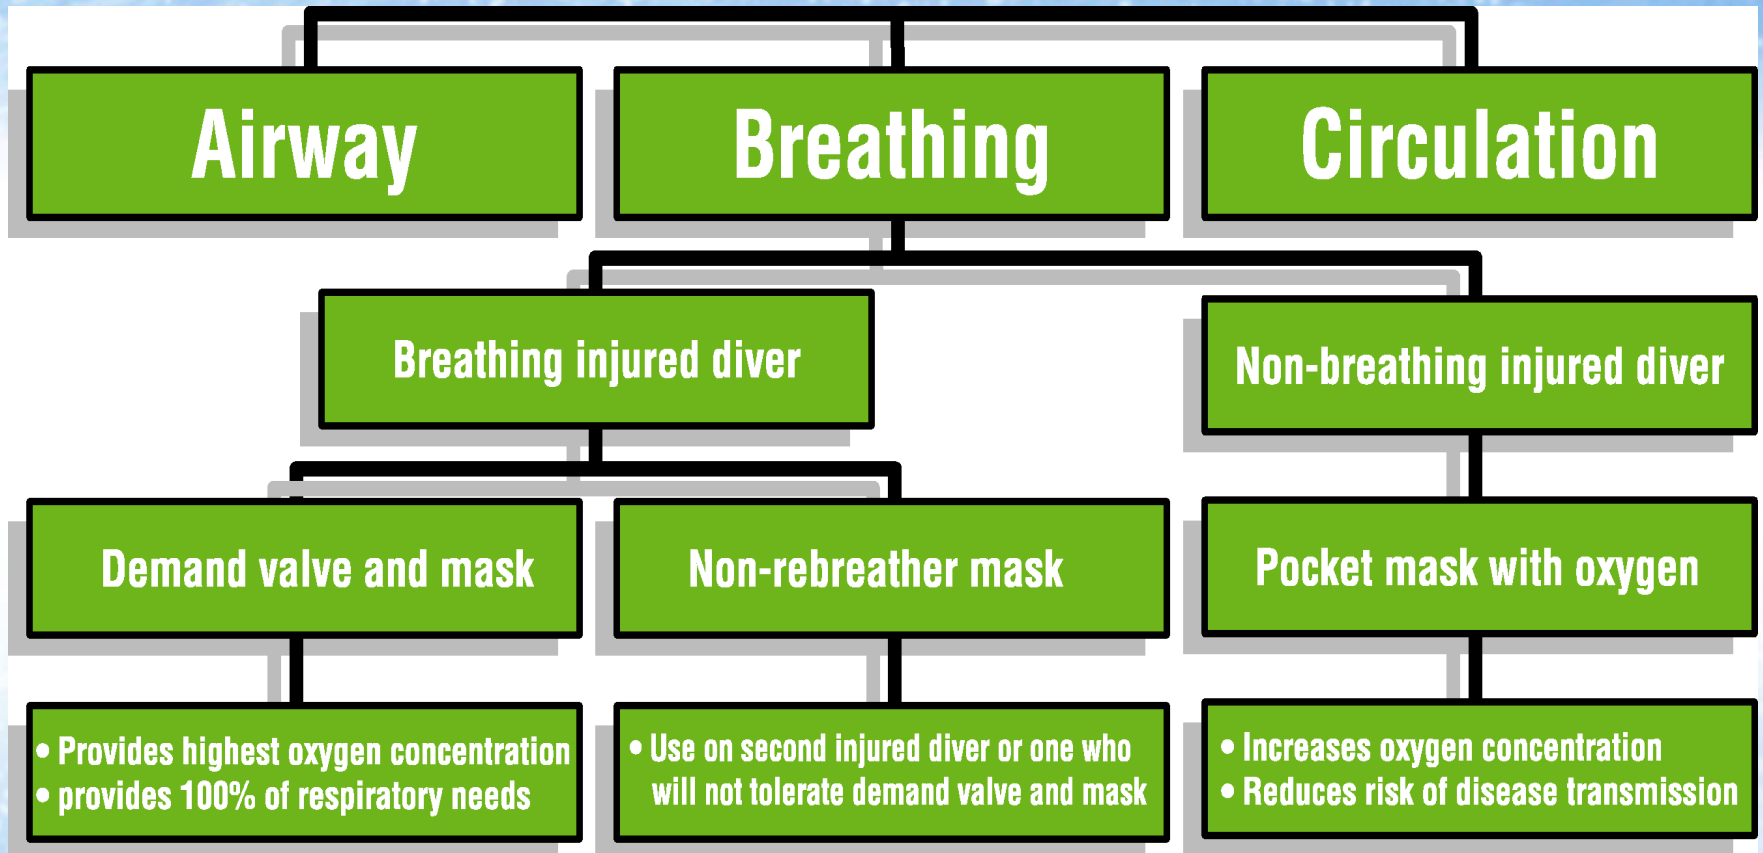 Airway
Breathing
Circulation
Breathing injured diver
Non-breathing injured diver
Demand valve and mask
Non-rebreather mask
Pocket mask with oxygen
• Provides highest oxygen concentration
• provides 100% of respiratory needs
• Use on second injured diver or one who
will not tolerate demand valve and mask
• Increases oxygen concentration
• Reduces risk of disease transmission